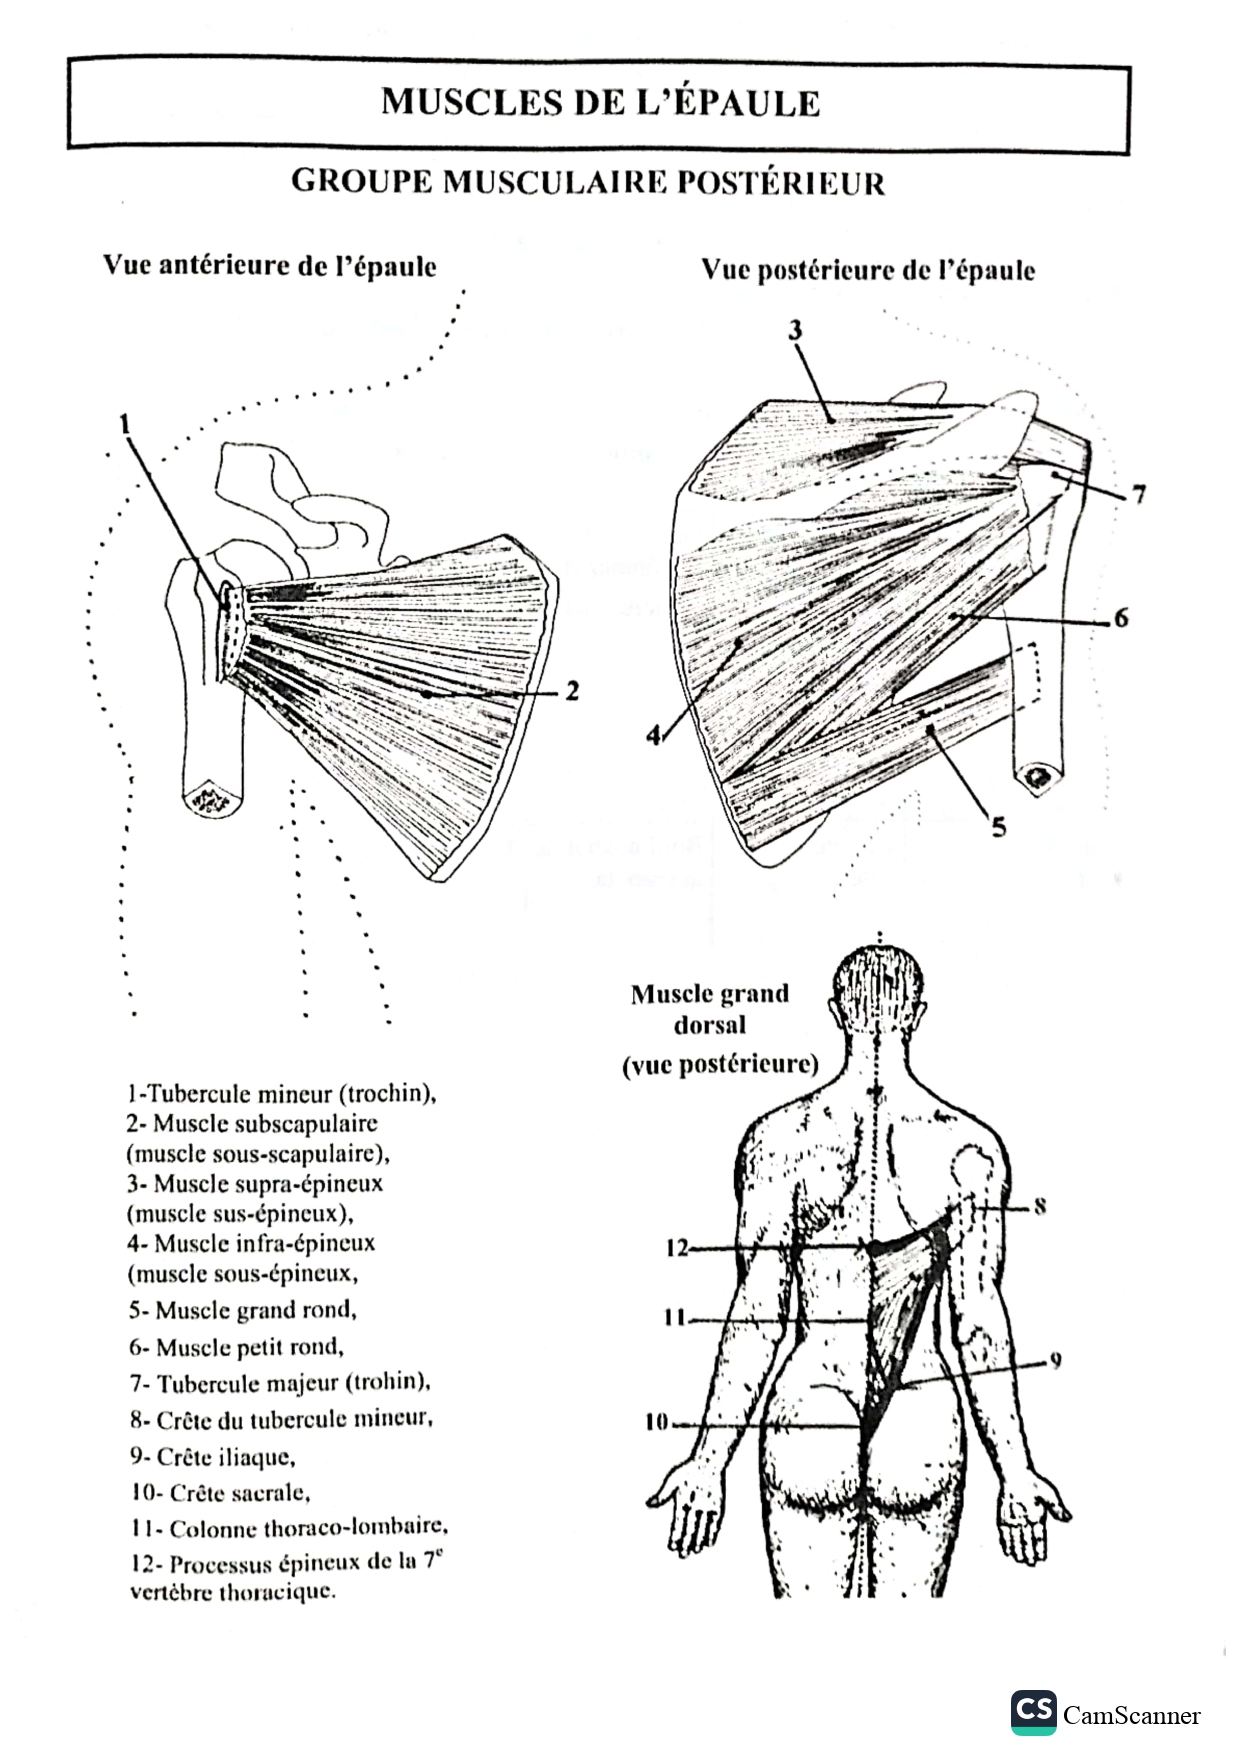 MUSCLES DE L'ÉPAULE
GROUPE MUSCULAIRE POSTÉRIEUR
Vue antérieure de l'épaule
Vue postérieure de l'épaule
3
1
7
6
2
4
5
Muscle grand
dorsal
(vue postérieure)
1-Tubercule mineur (trochin),
2- Muscle subscapulaire
(muscle sous-scapulaire),
3- Muscle supra-épineux
(muscle sus-épineux),
4- Muscle infra-épineux
(muscle sous-épineux,
5- Muscle grand rond,
6- Muscle petit rond,
7- Tubercule majeur (trohin),
8- Crête du tubercule mineur,
9- Crête iliaque,
10- Crête sacrale,
11- Colonne thoraco-lombaire,
12- Processus épineux de la 7e
vertèbre thoracique.
8
12
11
9
10
CS CamScanner